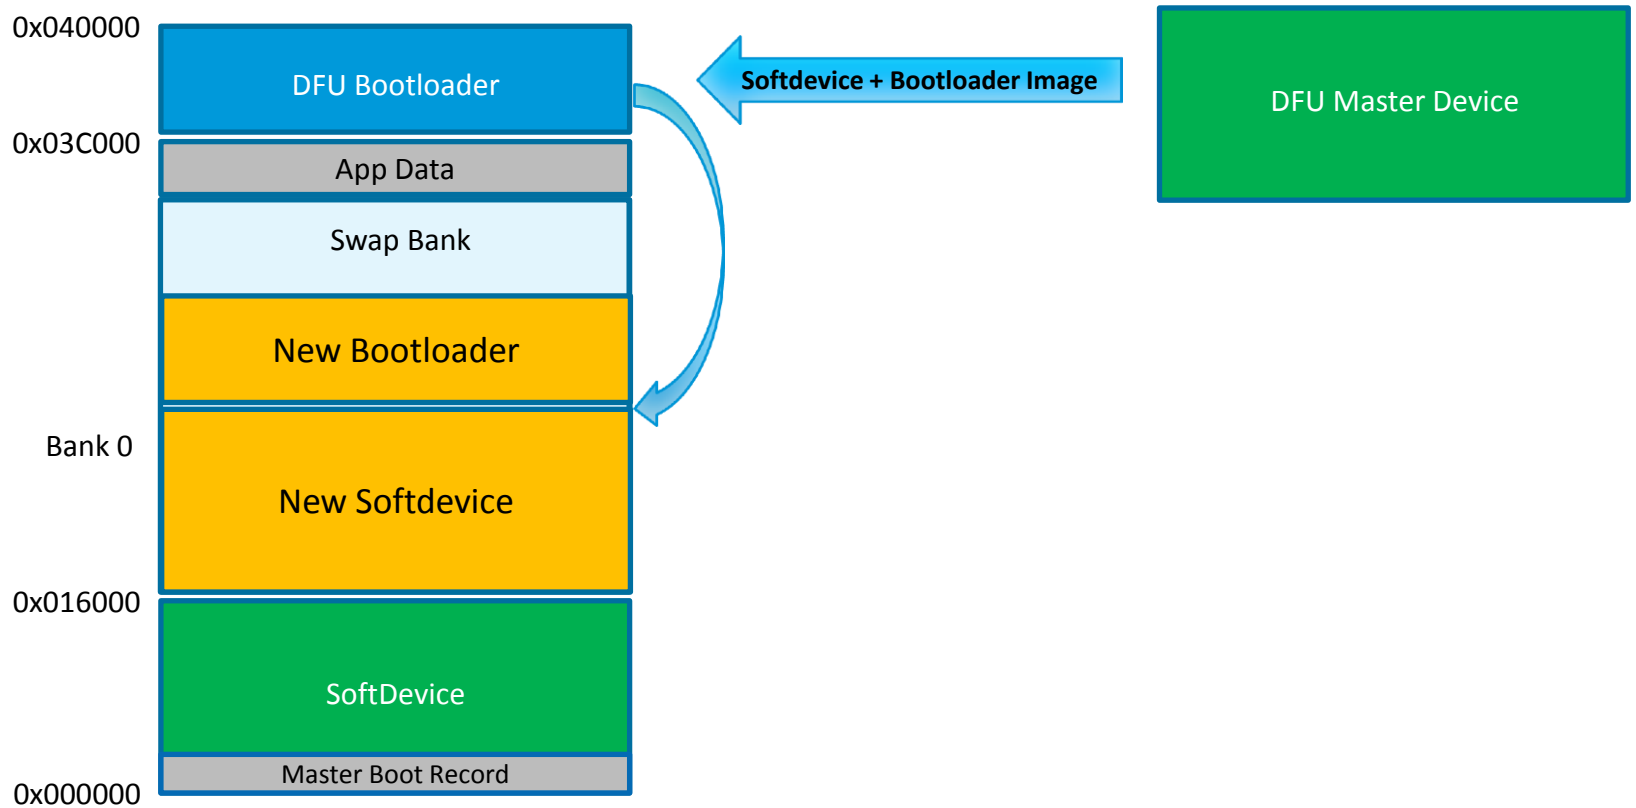 0x040000
DFU Bootloader
Softdevice + Bootloader Image
DFU Master Device
0x03C000
App Data
Swap Bank
New Bootloader
Bank 0
New Softdevice
0x016000
SoftDevice
Master Boot Record
0x000000